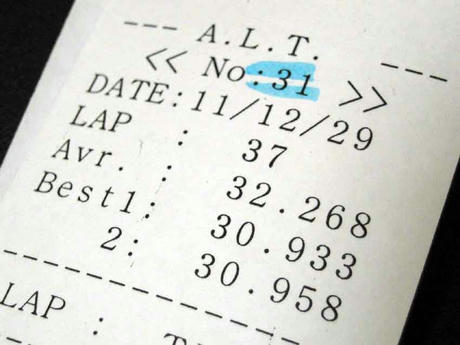 --- A.L.T. ---
<< No:31 >>
DATE:11/12/29
LAP : 37
Avr. : 32.268
Best1: 30.933
2: 30.958
--------------
LAP :